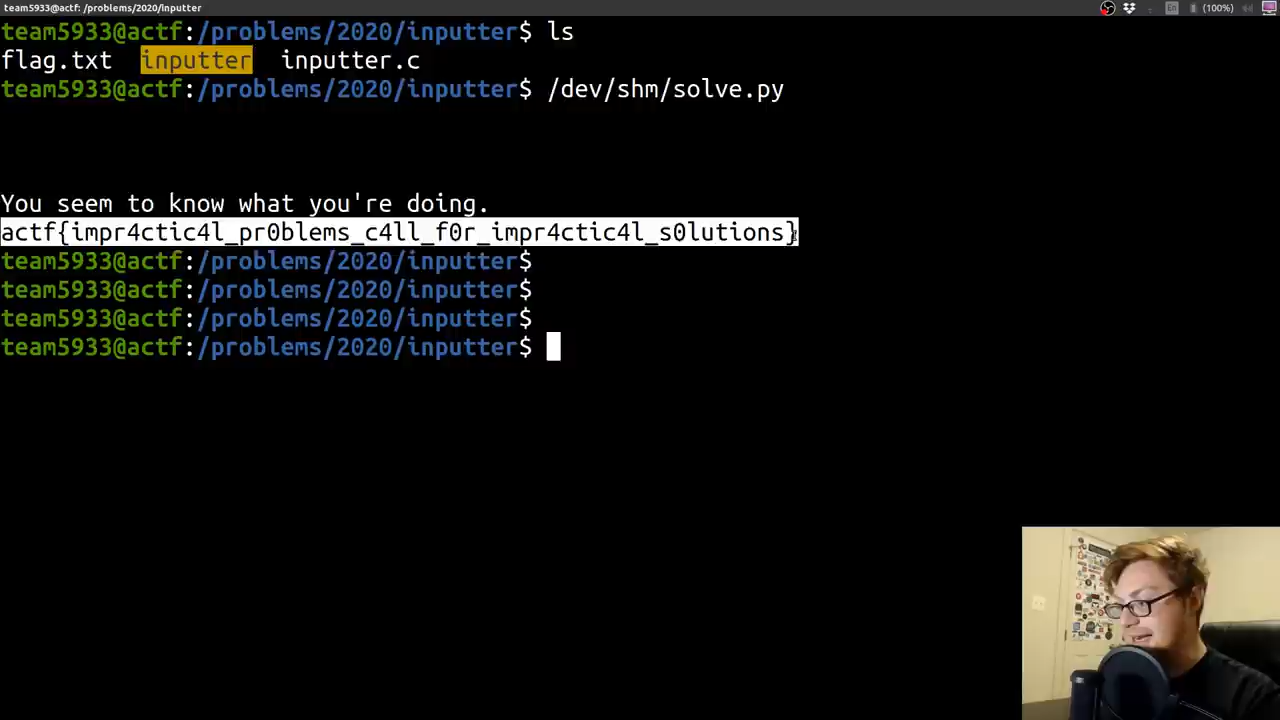 team5933@actf: /problems/2020/inputter
En (100%)
team5933@actf:/problems/2020/inputter$ ls
flag.txt inputter inputter.c
team5933@actf:/problems/2020/inputter$ /dev/shm/solve.py
You seem to know what you're doing.
actf{impr4ctic4l_pr0blems_c4ll_f0r_impr4ctic4l_s0lutions}
team5933@actf:/problems/2020/inputter$
team5933@actf:/problems/2020/inputter$
team5933@actf:/problems/2020/inputter$
team5933@actf:/problems/2020/inputter$